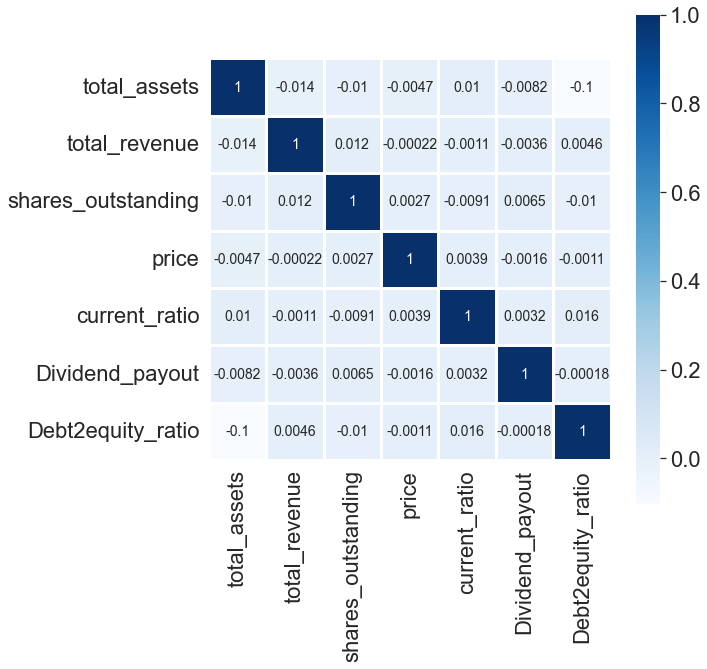 1.0
total_assets 1 -0.014 -0.01 -0.0047 0.01 -0.0082 -0.1
0.8
total_revenue -0.014 1 0.012 -0.00022 -0.0011 -0.0036 0.0046
0.6
shares_outstanding -0.01 0.012 1 0.0027 -0.0091 0.0065 -0.01
price -0.0047 -0.00022 0.0027 1 0.0039 -0.0016 -0.0011
0.4
current_ratio 0.01 -0.0011 -0.0091 0.0039 1 0.0032 0.016
0.2
Dividend_payout -0.0082 -0.0036 0.0065 -0.0016 0.0032 1 -0.00018
Debt2equity_ratio -0.1 0.0046 -0.01 -0.0011 0.016 -0.00018 1
0.0
total_assets
total_revenue
shares_outstanding
price
current_ratio
Dividend_payout
Debt2equity_ratio